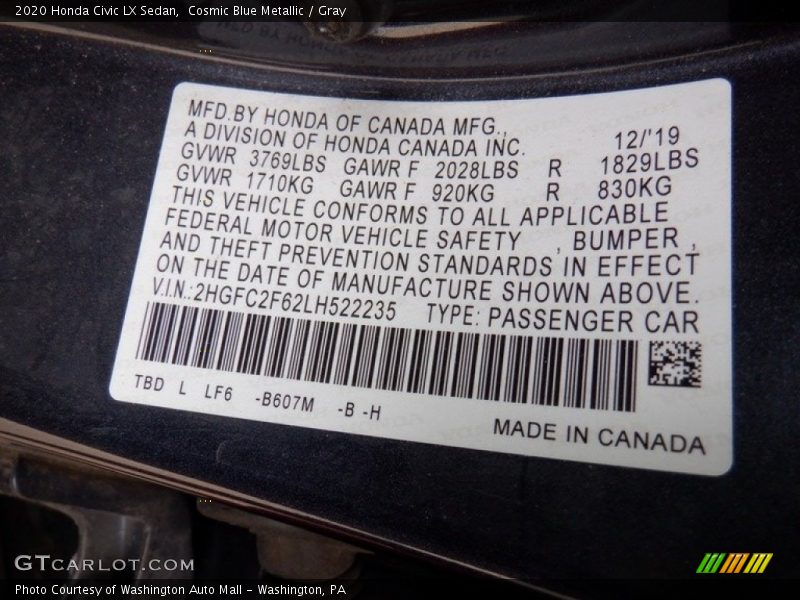 2020 Honda Civic LX Sedan,  Cosmic Blue Metallic / Gray
MFD.BY HONDA OF CANADA MFG.,
A DIVISION OF HONDA CANADA INC. 12/'19
GVWR 3769LBS GAWR F 2028LBS R 1829LBS
GVWR 1710KG GAWR F 920KG R 830KG
THIS VEHICLE CONFORMS TO ALL APPLICABLE
FEDERAL MOTOR VEHICLE SAFETY , BUMPER ,
AND THEFT PREVENTION STANDARDS IN EFFECT
ON THE DATE OF MANUFACTURE SHOWN ABOVE.
V.I.N.:2HGFC2F62LH522235 TYPE: PASSENGER CAR
TBD L LF6 -B607M -B -H
MADE IN CANADA
GTCARLOT.COM
Photo Courtesy of Washington Auto Mall - Washington, PA